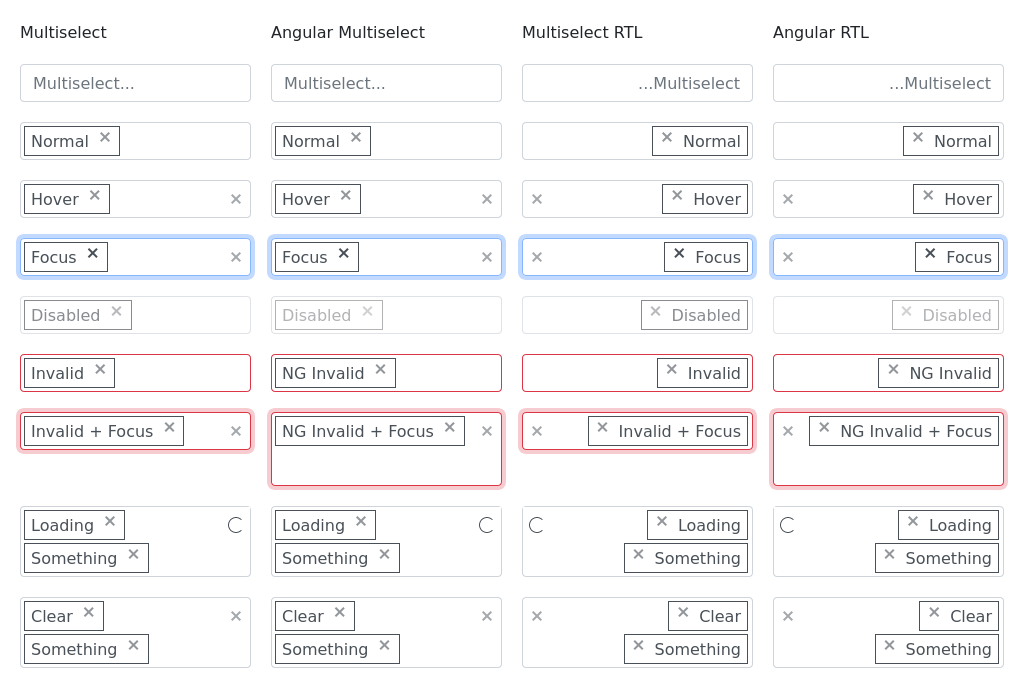 Multiselect Angular Multiselect Multiselect RTL Angular RTL
Multiselect... Multiselect... ...Multiselect ...Multiselect
Normal Normal Normal Normal
Hover Hover Hover Hover
Focus Focus Focus Focus
Disabled Disabled Disabled Disabled
Invalid NG Invalid Invalid NG Invalid
Invalid + Focus NG Invalid + Focus Invalid + Focus NG Invalid + Focus
Loading Loading Loading Loading
Something Something Something Something
Clear Clear Clear Clear
Something Something Something Something